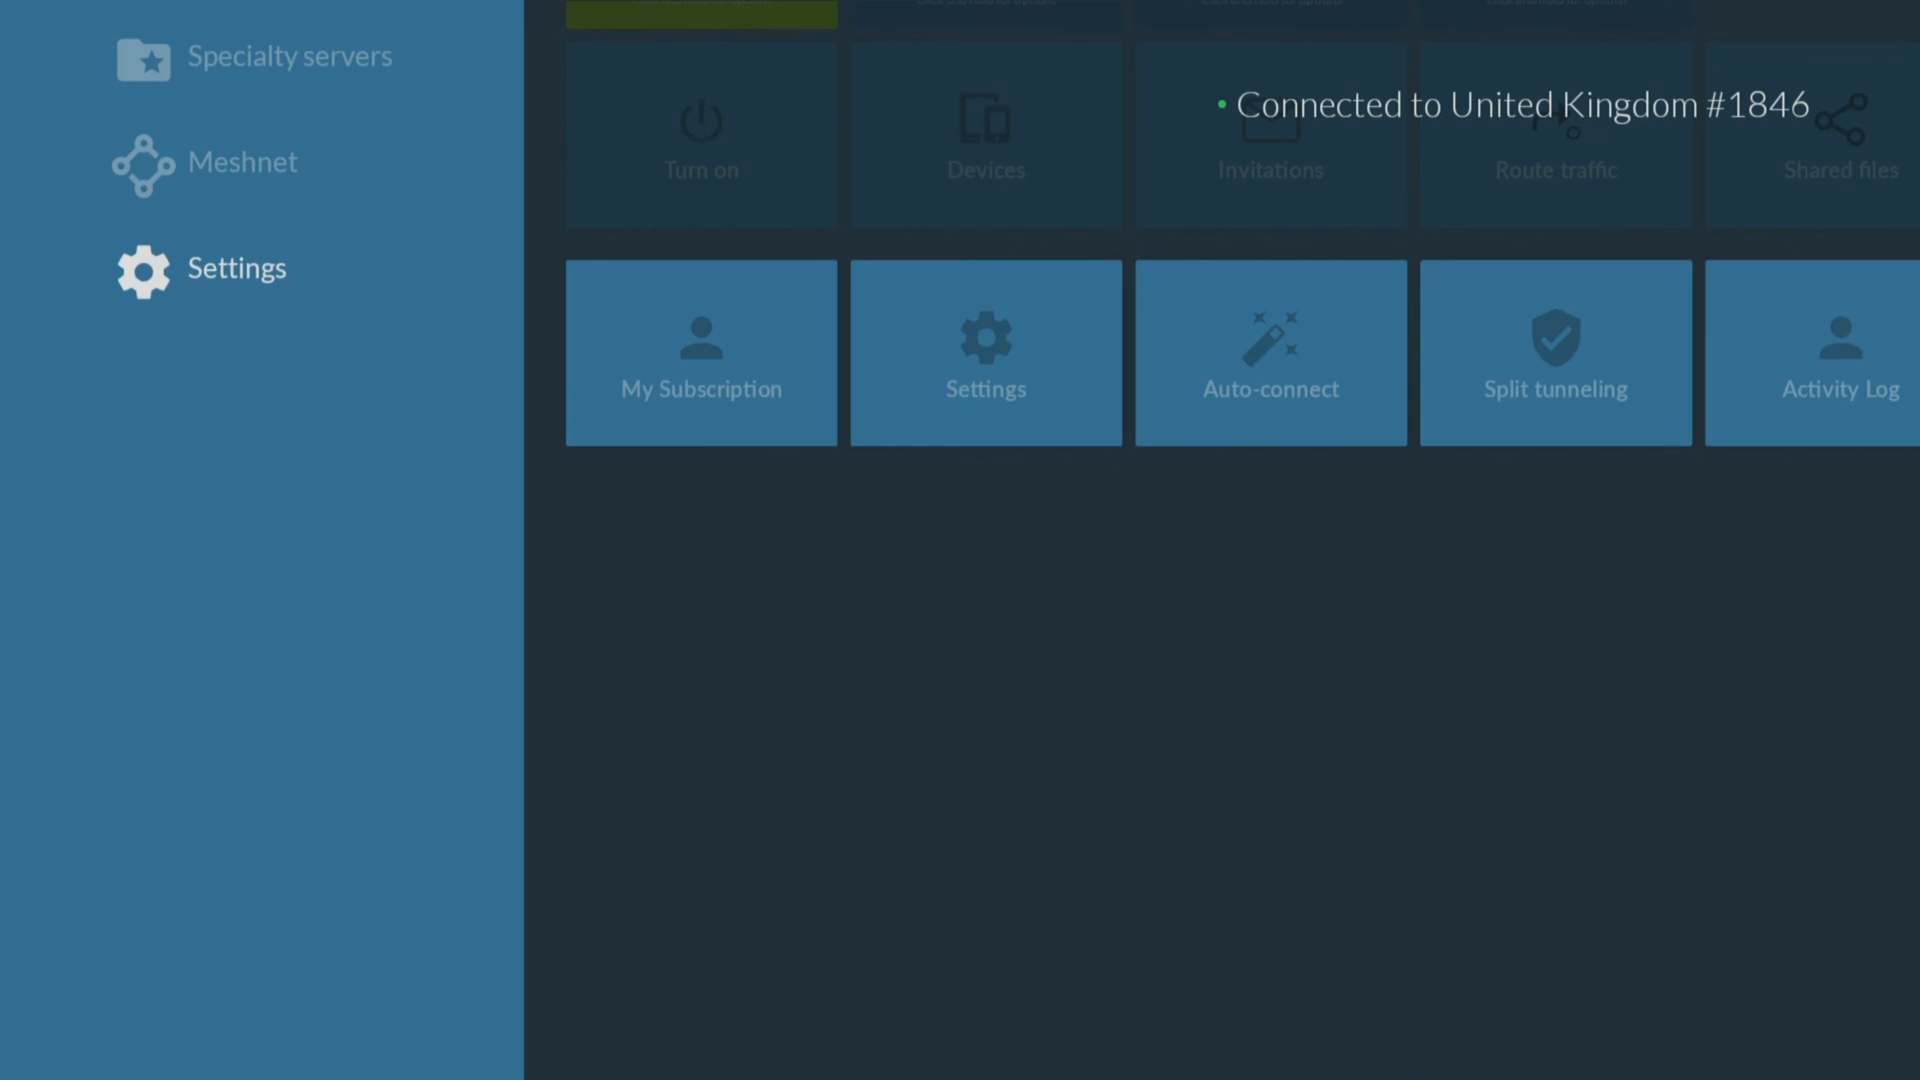 Specialty servers
Meshnet
Settings
• Connected to United Kingdom #1846
Turn on
Devices
Invitations
Route traffic
Shared files
My Subscription
Settings
Auto-connect
Split tunneling
Activity Log